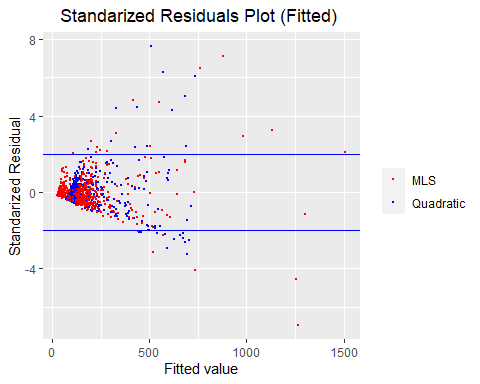 Standarized Residuals Plot (Fitted)
Standarized Residual
8
4
0
-4
0
500
1000
1500
Fitted value
MLS
Quadratic